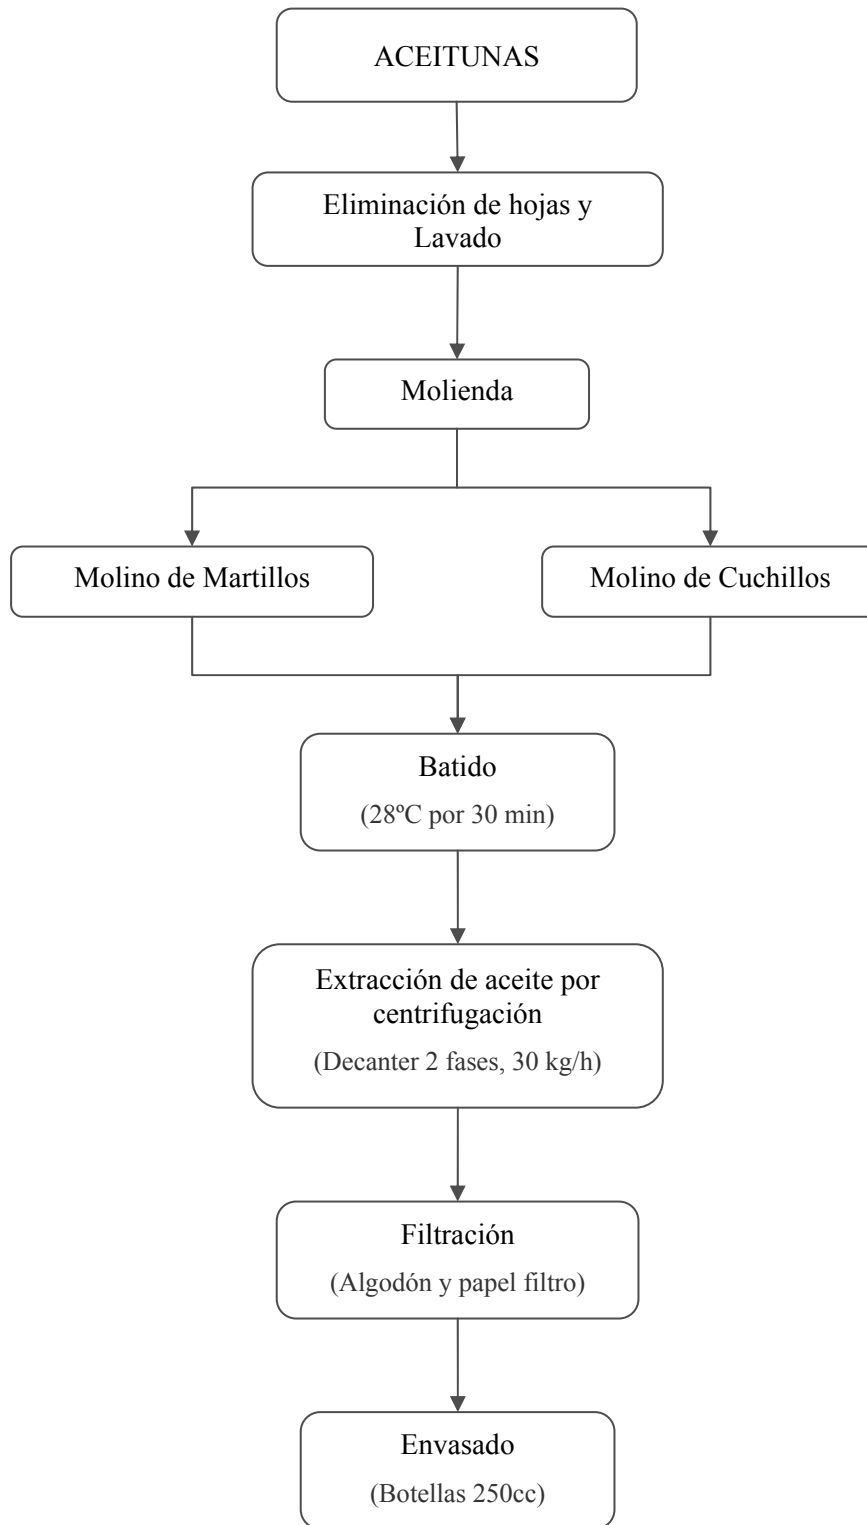 ACEITUNAS
Eliminación de hojas y
Lavado
Molienda
Molino de Martillos
Molino de Cuchillos
Batido
(28ºC por 30 min)
Extracción de aceite por
centrifugación
(Decanter 2 fases, 30 kg/h)
Filtración
(Algodón y papel filtro)
Envasado
(Botellas 250cc)